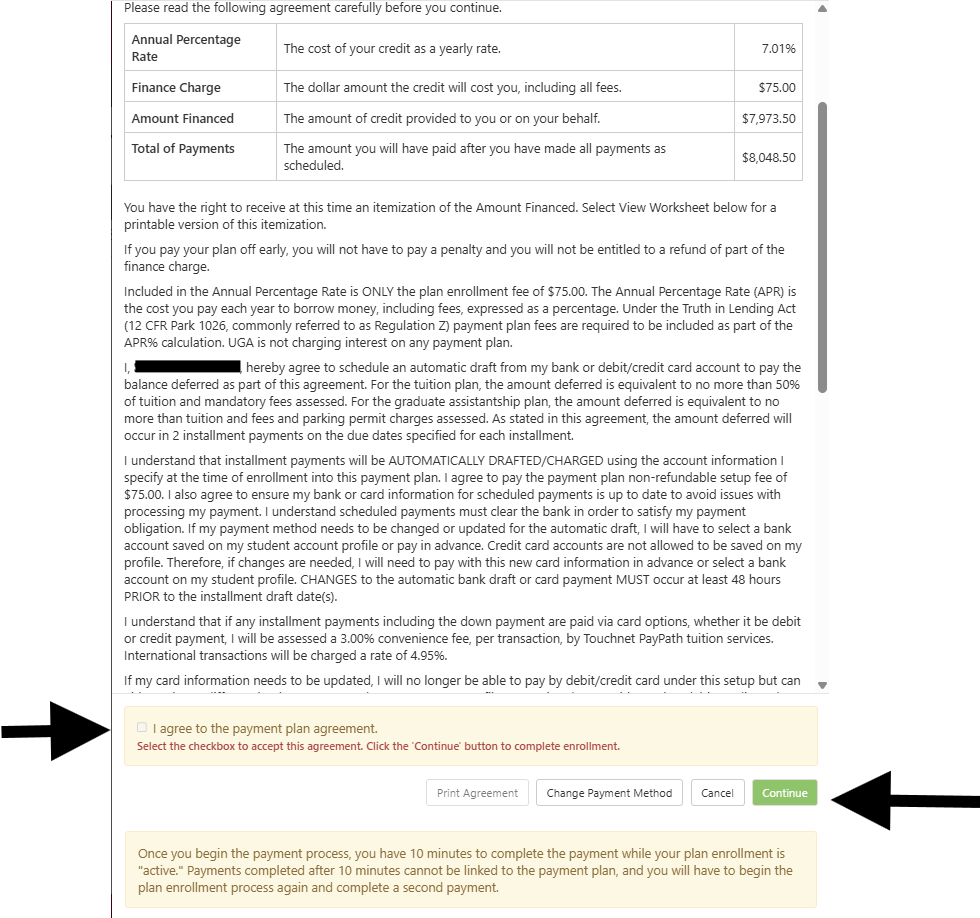 Please read the following agreement carefully before you continue.
Annual Percentage
Rate
The cost of your credit as a yearly rate.
7.01%
Finance Charge
The dollar amount the credit will cost you, including all fees.
$75.00
Amount Financed
The amount of credit provided to you or on your behalf.
$7,973.50
Total of Payments
The amount you will have paid after you have made all payments as
scheduled.
$8,048.50
You have the right to receive at this time an itemization of the Amount Financed. Select View Worksheet below for a
printable version of this itemization.
If you pay your plan off early, you will not have to pay a penalty and you will not be entitled to a refund of part of the
finance charge.
Included in the Annual Percentage Rate is ONLY the plan enrollment fee of $75.00. The Annual Percentage Rate (APR) is
the cost you pay each year to borrow money, including fees, expressed as a percentage. Under the Truth in Lending Act
(12 CFR Park 1026, commonly referred to as Regulation Z) payment plan fees are required to be included as part of the
APR% calculation. UGA is not charging interest on any payment plan.
I, , hereby agree to schedule an automatic draft from my bank or debit/credit card account to pay the
balance deferred as part of this agreement. For the tuition plan, the amount deferred is equivalent to no more than 50%
of tuition and mandatory fees assessed. For the graduate assistantship plan, the amount deferred is equivalent to no
more than tuition and fees and parking permit charges assessed. As stated in this agreement, the amount deferred will
occur in 2 installment payments on the due dates specified for each installment.
I understand that installment payments will be AUTOMATICALLY DRAFTED/CHARGED using the account information I
specify at the time of enrollment into this payment plan. I agree to pay the payment plan non-refundable setup fee of
$75.00. I also agree to ensure my bank or card information for scheduled payments is up to date to avoid issues with
processing my payment. I understand scheduled payments must clear the bank in order to satisfy my payment
obligation. If my payment method needs to be changed or updated for the automatic draft, I will have to select a bank
account saved on my student account profile or pay in advance. Credit card accounts are not allowed to be saved on my
profile. Therefore, if changes are needed, I will need to pay with this new card information in advance or select a bank
account on my student profile. CHANGES to the automatic bank draft or card payment MUST occur at least 48 hours
PRIOR to the installment draft date(s).
I understand that if any installment payments including the down payment are paid via card options, whether it be debit
or credit payment, I will be assessed a 3.00% convenience fee, per transaction, by Touchnet PayPath tuition services.
International transactions will be charged a rate of 4.95%.
If my card information needs to be updated, I will no longer be able to pay by debit/credit card under this setup but can
I agree to the payment plan agreement.
Select the checkbox to accept this agreement. Click the 'Continue' button to complete enrollment.
Print Agreement
Change Payment Method
Cancel
Continue
Once you begin the payment process, you have 10 minutes to complete the payment while your plan enrollment is
"active." Payments completed after 10 minutes cannot be linked to the payment plan, and you will have to begin the
plan enrollment process again and complete a second payment.